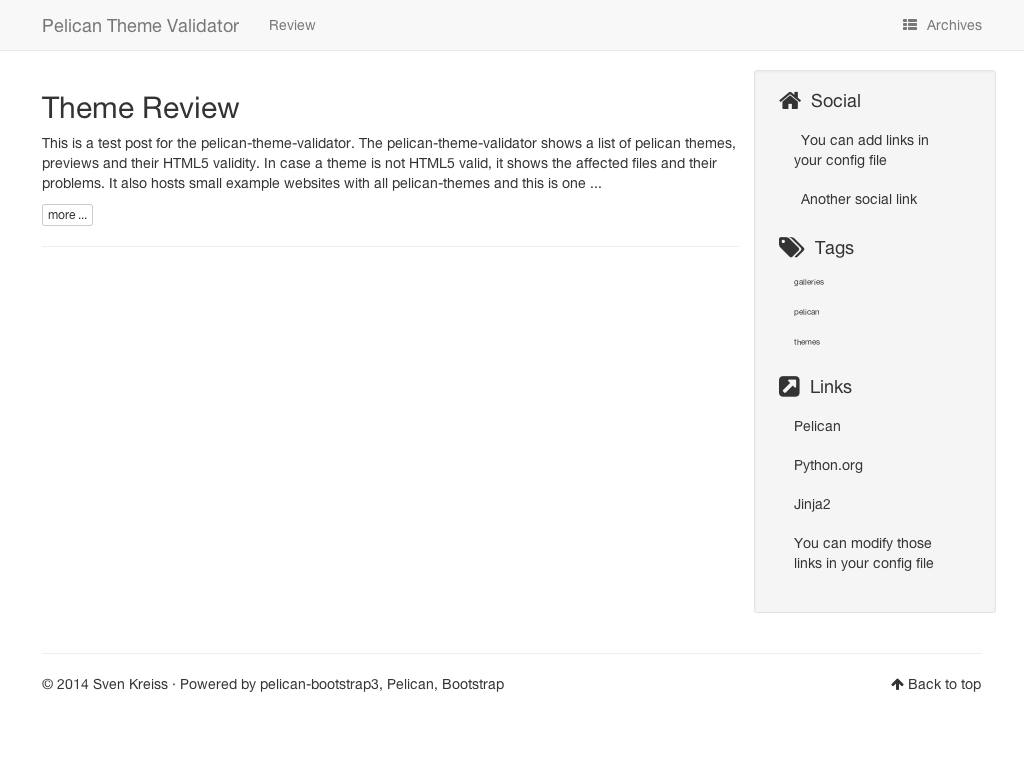 Pelican Theme Validator Review Archives
Theme Review
This is a test post for the pelican-theme-validator. The pelican-theme-validator shows a list of pelican themes,
previews and their HTML5 validity. In case a theme is not HTML5 valid, it shows the affected files and their
problems. It also hosts small example websites with all pelican-themes and this is one ...
more ...
Social
You can add links in
your config file
Another social link
Tags
galleries
pelican
themes
Links
Pelican
Python.org
Jinja2
You can modify those
links in your config file
© 2014 Sven Kreiss · Powered by pelican-bootstrap3, Pelican, Bootstrap
Back to top